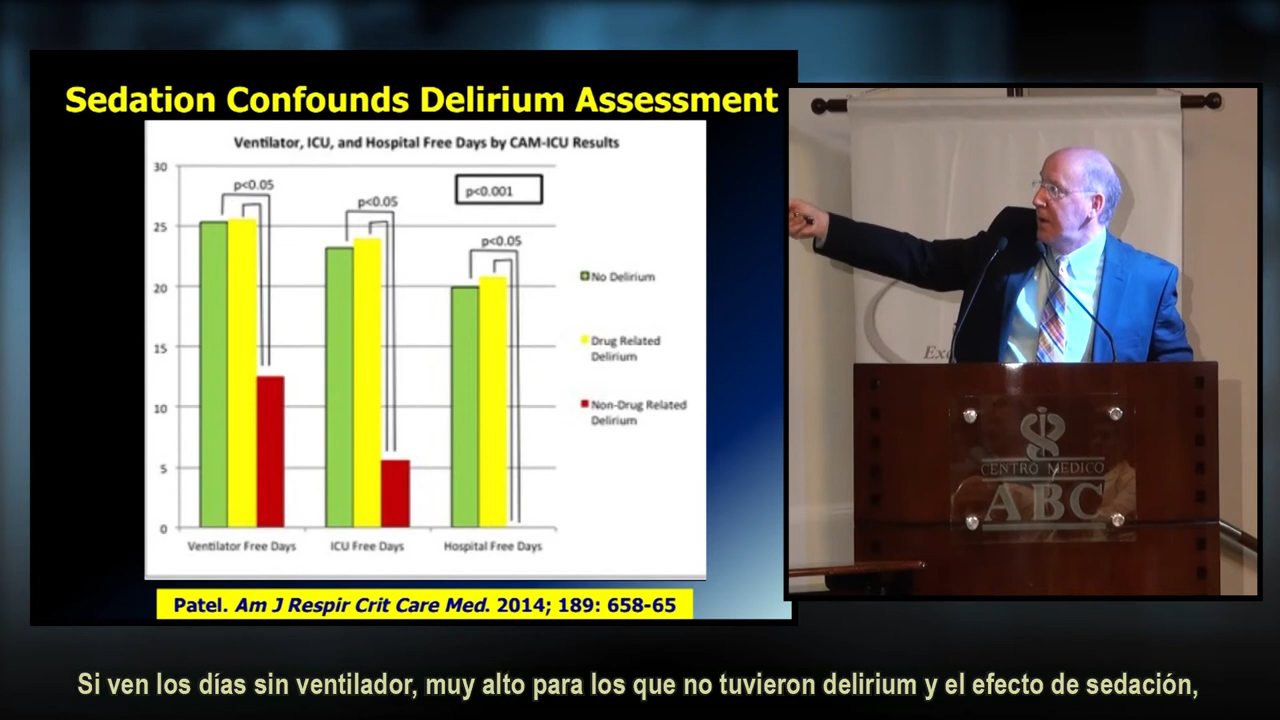 Sedation Confounds Delirium Assessment
Ventilator, ICU, and Hospital Free Days by CAM-ICU Results
30
25
20
15
10
5
0
p<0.05
p<0.05
p<0.001
p<0.05
No Delirium
Drug Related
Delirium
Non-Drug Related
Delirium
Ventilator Free Days
ICU Free Days
Hospital Free Days
Patel. Am J Respir Crit Care Med. 2014; 189: 658-65
CENTRO MEDICO
ABC
Si ven los días sin ventilador, muy alto para los que no tuvieron delirium y el efecto de sedación,